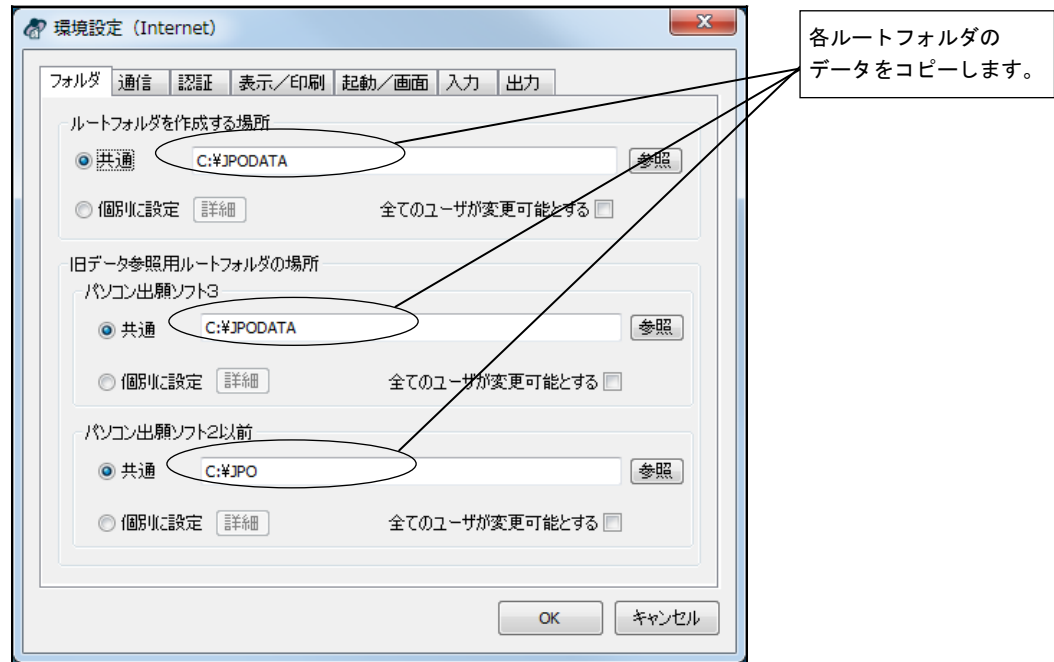 環境設定（Internet）
各ルートフォルダの
データをコピーします。
フォルダ 通信 認証 表示／印刷 起動／画面 入力 出力
ルートフォルダを作成する場所
共通 C:¥JPODATA 参照
個別に設定 詳細 全てのユーザが変更可能とする
旧データ参照用ルートフォルダの場所
パソコン出願ソフト3
共通 C:¥JPODATA 参照
個別に設定 詳細 全てのユーザが変更可能とする
パソコン出願ソフト2以前
共通 C:¥JPO 参照
個別に設定 詳細 全てのユーザが変更可能とする
OK キャンセル